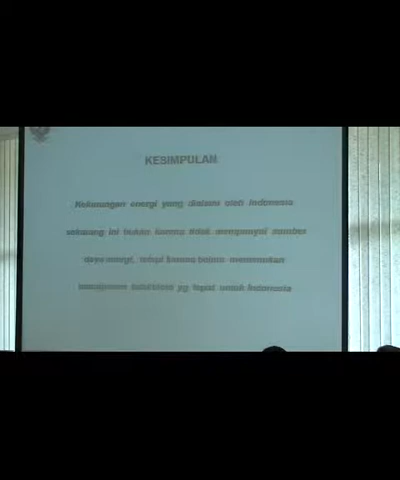 KESIMPULAN
Kekurangan energi yang dialami oleh Indonesia
sekarang ini bukan karena tidak mempunyai sumber
daya energi, tetapi karena belum menemukan
manajemen yg tepat untuk Indonesia